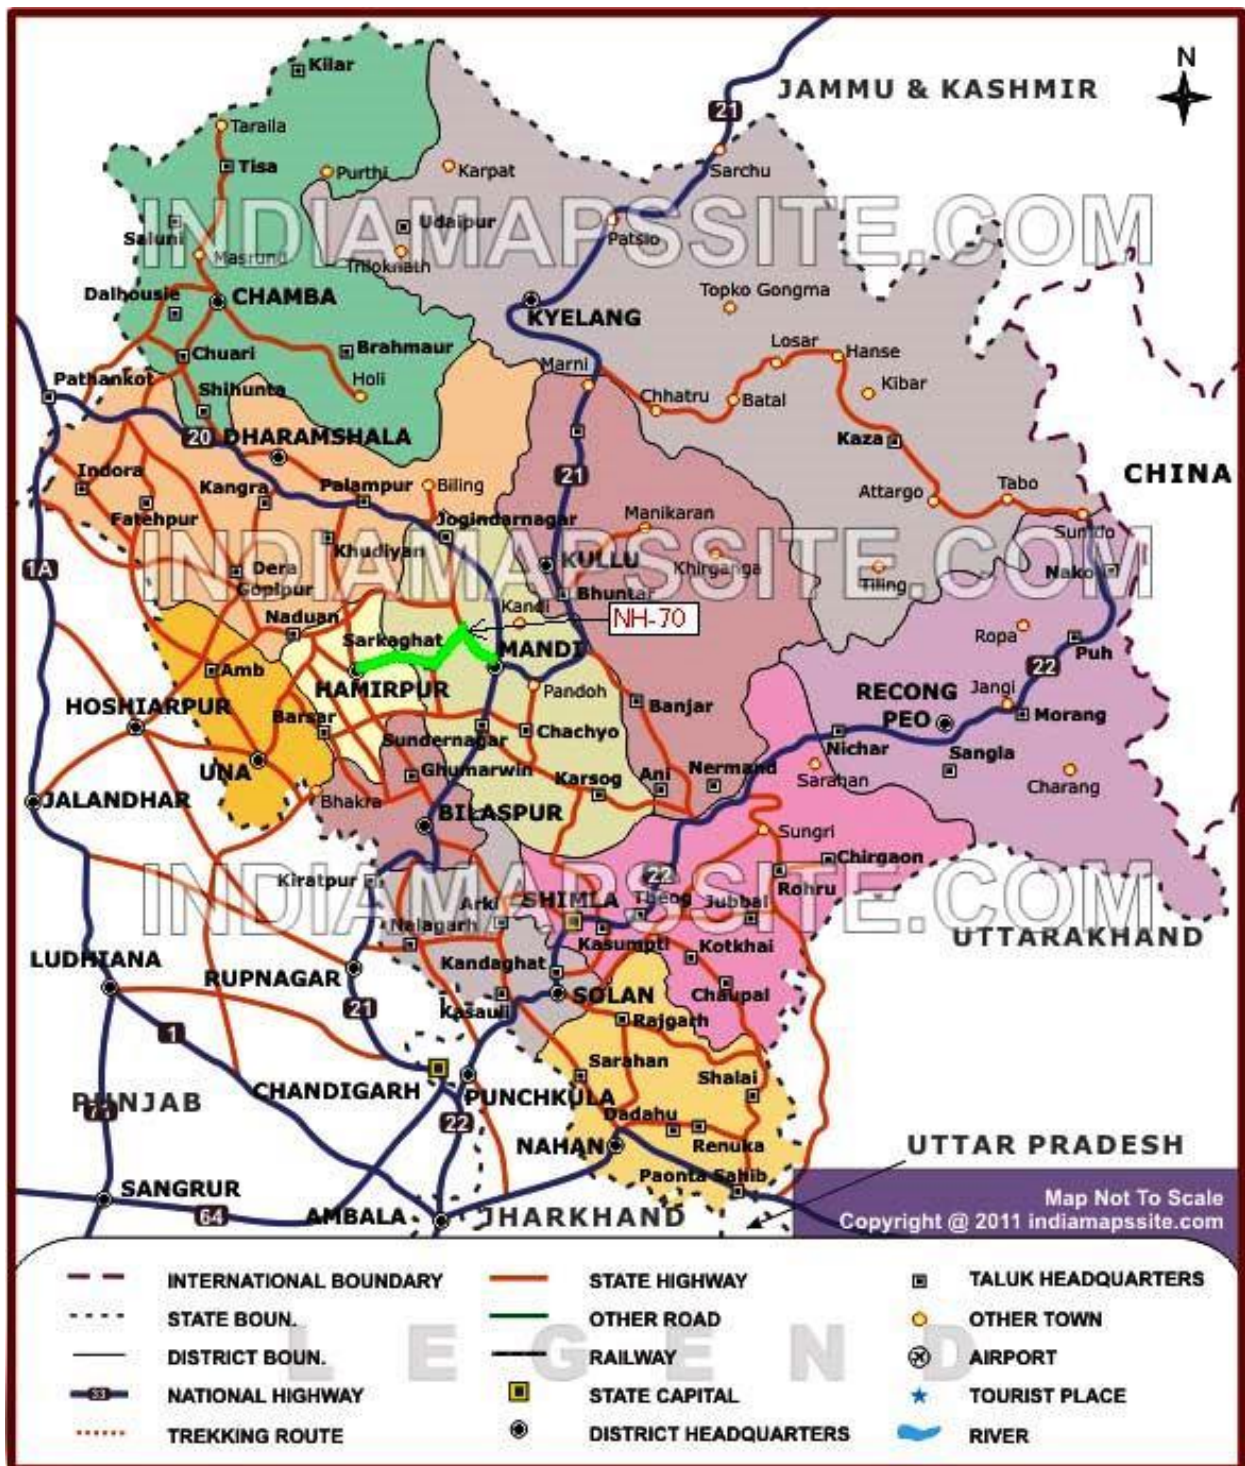 Kilar
N
JAMMU & KASHMIR
21
Taraila
Tisa
Purthi
Karpat
Sarchu
INDIAMAPSSITE.COM
Saluni
Udaipur
Patsio
Masrund
Triloknath
Dalhousie
CHAMBA
Topko Gongma
KYELANG
Chuari
Brahmaur
Losar
Hanse
Marni
Pathankot
Shihunta
Holi
Kibar
Chhatru
Batal
20
DHARAMSHALA
Kaza
CHINA
Indora
Kangra
Palampur
Biling
21
Attargo
Tabo
Fatehpur
Jogindarnagar
Manikaran
Sumdo
INDIAMAPSSITE.COM
Khudiyan
KULLU
1A
Dera
Gopipur
Khirganga
Tiling
Nako
Bhuntar
Naduan
Kandi
NH-70
Sarkaghat
Ropa
Puh
MANDI
22
Amb
HAMIRPUR
Pandoh
RECONG
PEO
Jangi
HOSHIARPUR
Barsar
Banjar
Morang
Sundernagar
Chachyo
Nichar
Sangla
UNA
Ghumarwin
Karsog
Ani
Nermand
Sarahan
Charang
JALANDHAR
Bhakra
BILASPUR
Sungri
INDIAMAPSSITE.COM
Kiratpur
22
Chirgaon
Rohru
Arki
SHIMLA
Theog
Jubbal
Nalagarh
Kasumpti
Kotkhai
UTTARAKHAND
LUDHIANA
RUPNAGAR
Kandaghat
Chaupal
SOLAN
21
Kasauli
Rajgarh
1
Sarahan
Shalai
CHANDIGARH
PUNCHKULA
PUNJAB
71
22
Dadahu
NAHAN
Renuka
UTTAR PRADESH
SANGRUR
Paonta Sahib
Map Not To Scale
64
AMBALA
JHARKHAND
Copyright @ 2011 indiamapssite.com
LEGEND
INTERNATIONAL BOUNDARY
STATE BOUN.
DISTRICT BOUN.
33
NATIONAL HIGHWAY
TREKKING ROUTE
STATE HIGHWAY
OTHER ROAD
RAILWAY
STATE CAPITAL
DISTRICT HEADQUARTERS
TALUK HEADQUARTERS
OTHER TOWN
AIRPORT
TOURIST PLACE
RIVER